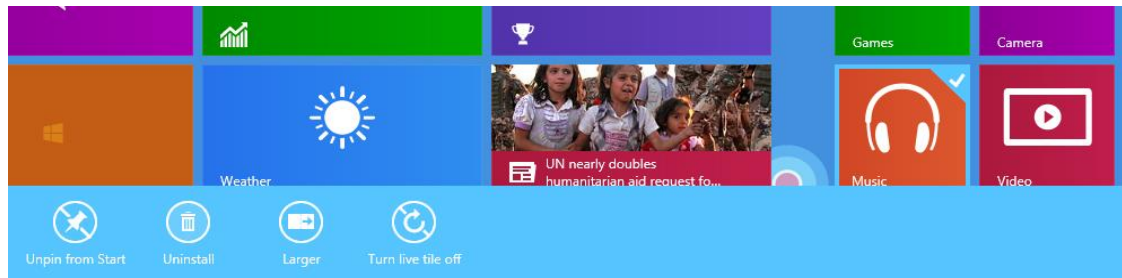 Games
Camera
Weather
UN nearly doubles
humanitarian aid request fo...
Music
Video
Unpin from Start
Uninstall
Larger
Turn live tile off